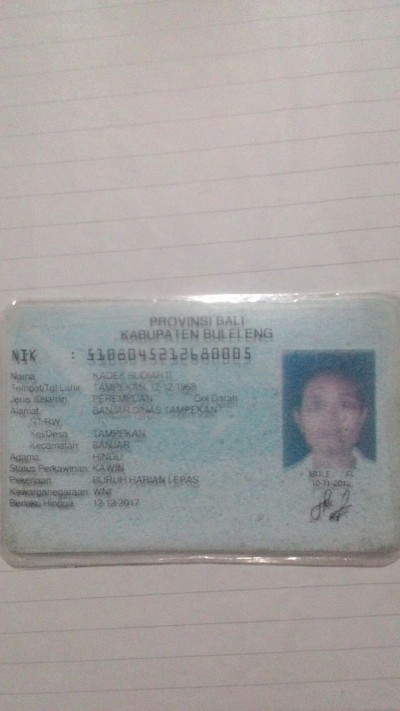 PROVINSI BALI
KABUPATEN BULELENG
NIK : 5108045212680005
Nama KADEK BUDIARTI
Tempat/Tgl Lahir TAMPEKAN, 12-12-1968
Jenis Kelamin PEREMPUAN Gol Darah
Alamat BANJAR DINAS TAMPEKAN
RT/RW
Kel/Desa TAMPEKAN
Kecamatan BANJAR
Agama HINDU
Status Perkawinan KAWIN
Pekerjaan BURUH HARIAN LEPAS
Kewarganegaraan WNI
Berlaku Hingga 12-12-2017
10-11-2012